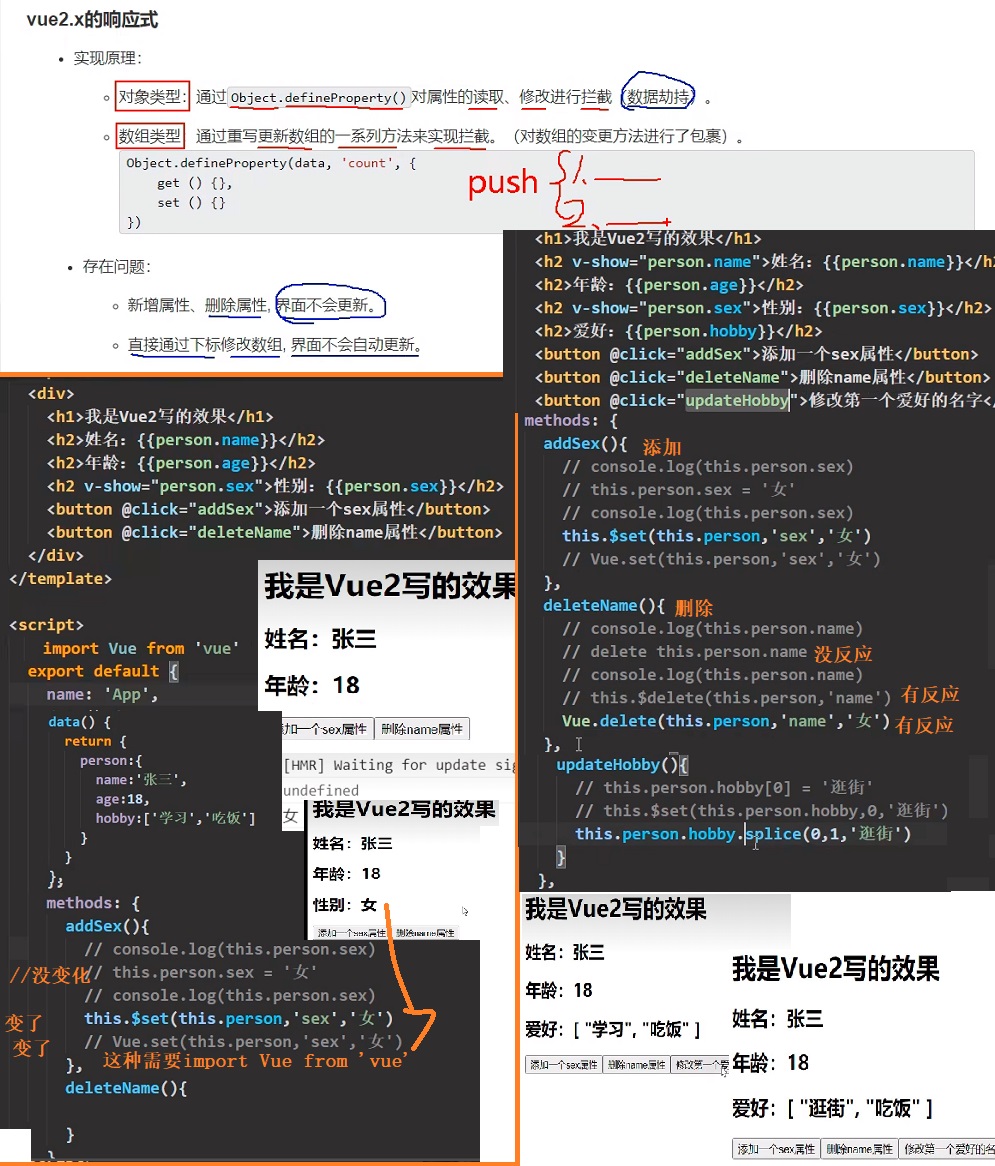 vue2.x的响应式
实现原理：
对象类型：通过Object.defineProperty()对属性的读取、修改进行拦截（数据劫持）。
数组类型 通过重写更新数组的一系列方法来实现拦截。（对数组的变更方法进行了包裹）。
Object.defineProperty(data, 'count', {
get () {},
set () {}
})
push
存在问题：
新增属性、删除属性, 界面不会更新。
直接通过下标修改数组, 界面不会自动更新。
<div>
<h1>我是Vue2写的效果</h1>
<h2>姓名：{{person.name}}</h2>
<h2>年龄：{{person.age}}</h2>
<h2 v-show="person.sex">性别：{{person.sex}}</h2>
<button @click="addSex">添加一个sex属性</button>
<button @click="deleteName">删除name属性</button>
</div>
</template>
<script>
import Vue from 'vue'
export default {
name: 'App',
data() {
return {
person:{
name:'张三',
age:18,
hobby:['学习','吃饭']
}
}
};
methods: {
addSex(){
// console.log(this.person.sex)
//没变化 // this.person.sex = '女'
// console.log(this.person.sex)
变了 this.$set(this.person,'sex','女')
变了 // Vue.set(this.person,'sex','女')
}, 这种需要import Vue from 'vue'
deleteName(){
}
我是Vue2写的效果
姓名：张三
年龄：18
加一个sex属性 删除name属性
[HMR] Waiting for update sig
undefined
女
我是Vue2写的效果
姓名：张三
年龄：18
性别：女
添加一个sex属性 删除name属性
<h1>我是Vue2写的效果</h1>
<h2 v-show="person.name">姓名：{{person.name}}</h
<h2>年龄：{{person.age}}</h2>
<h2 v-show="person.sex">性别：{{person.sex}}</h2>
<h2>爱好：{{person.hobby}}</h2>
<button @click="addSex">添加一个sex属性</button>
<button @click="deleteName">删除name属性</button>
<button @click="updateHobby">修改第一个爱好的名字<
methods: {
addSex(){ 添加
// console.log(this.person.sex)
// this.person.sex = '女'
// console.log(this.person.sex)
this.$set(this.person,'sex','女')
// Vue.set(this.person,'sex','女')
},
deleteName(){ 删除
// console.log(this.person.name)
// delete this.person.name 没反应
// console.log(this.person.name)
// this.$delete(this.person,'name') 有反应
Vue.delete(this.person,'name','女') 有反应
},
updateHobby(){
// this.person.hobby[0] = '逛街'
// this.$set(this.person.hobby,0,'逛街')
this.person.hobby.splice(0,1,'逛街')
}
},
我是Vue2写的效果
姓名：张三
年龄：18
爱好：[ "学习", "吃饭" ]
添加一个sex属性 删除name属性 修改第一个爱
我是Vue2写的效果
姓名：张三
年龄：18
爱好：[ "逛街", "吃饭" ]
添加一个sex属性 删除name属性 修改第一个爱好的名